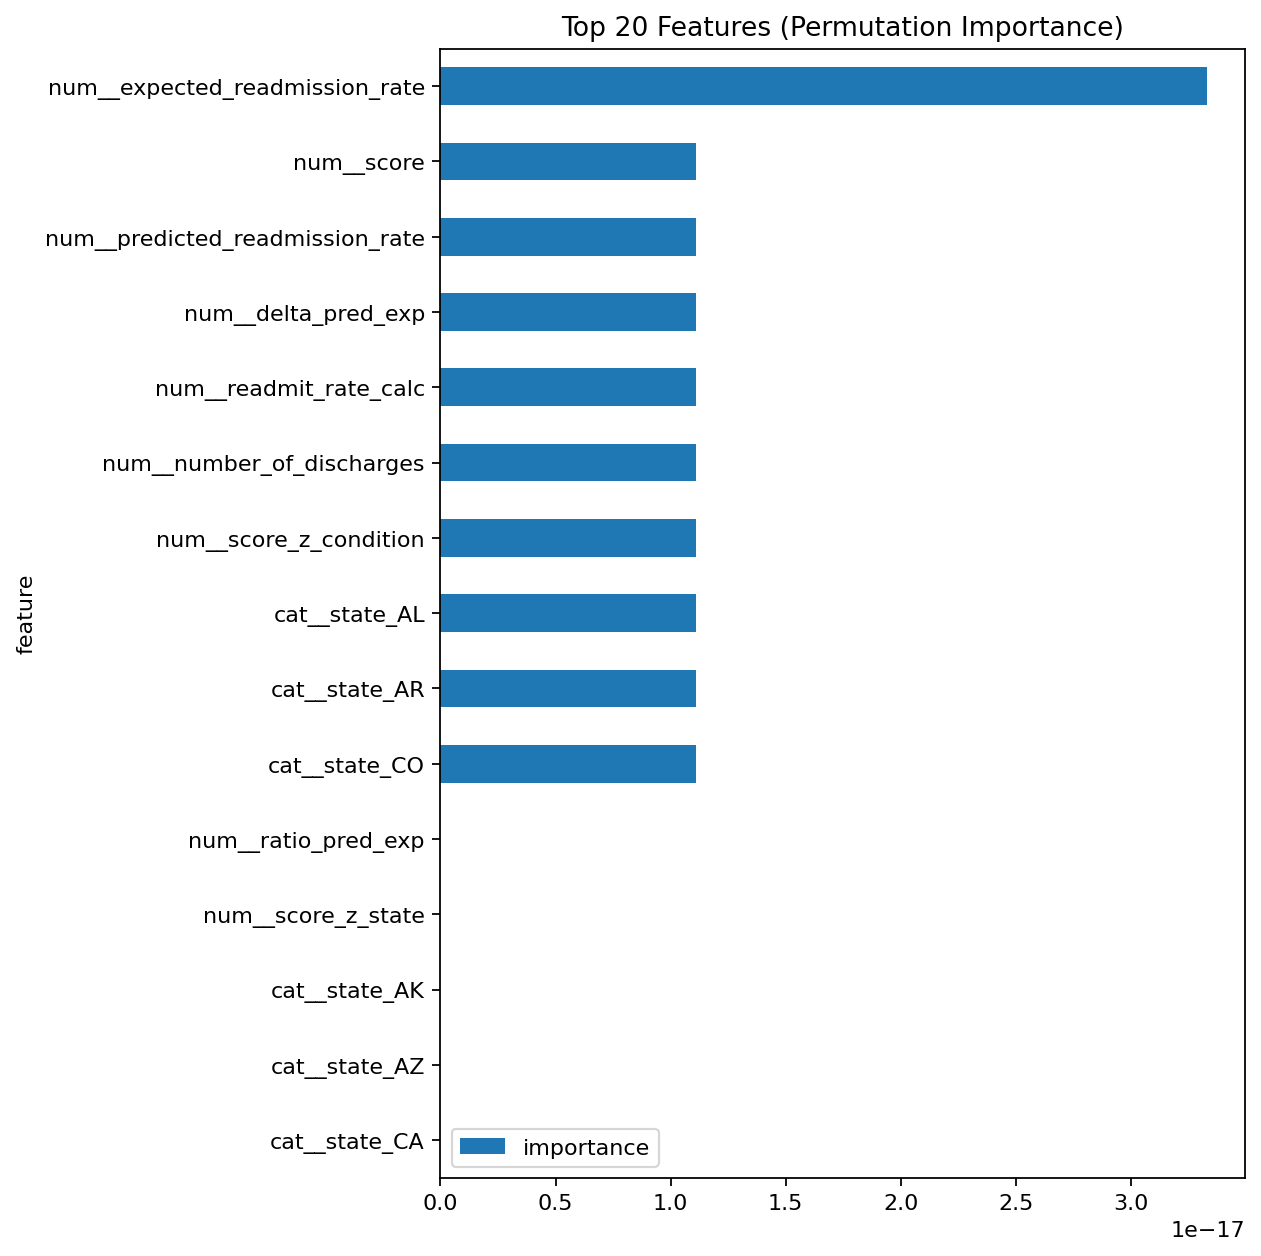 Top 20 Features (Permutation Importance)
feature
num__expected_readmission_rate
num__score
num__predicted_readmission_rate
num__delta_pred_exp
num__readmit_rate_calc
num__number_of_discharges
num__score_z_condition
cat__state_AL
cat__state_AR
cat__state_CO
num__ratio_pred_exp
num__score_z_state
cat__state_AK
cat__state_AZ
cat__state_CA
importance
0.0 0.5 1.0 1.5 2.0 2.5 3.0
1e−17